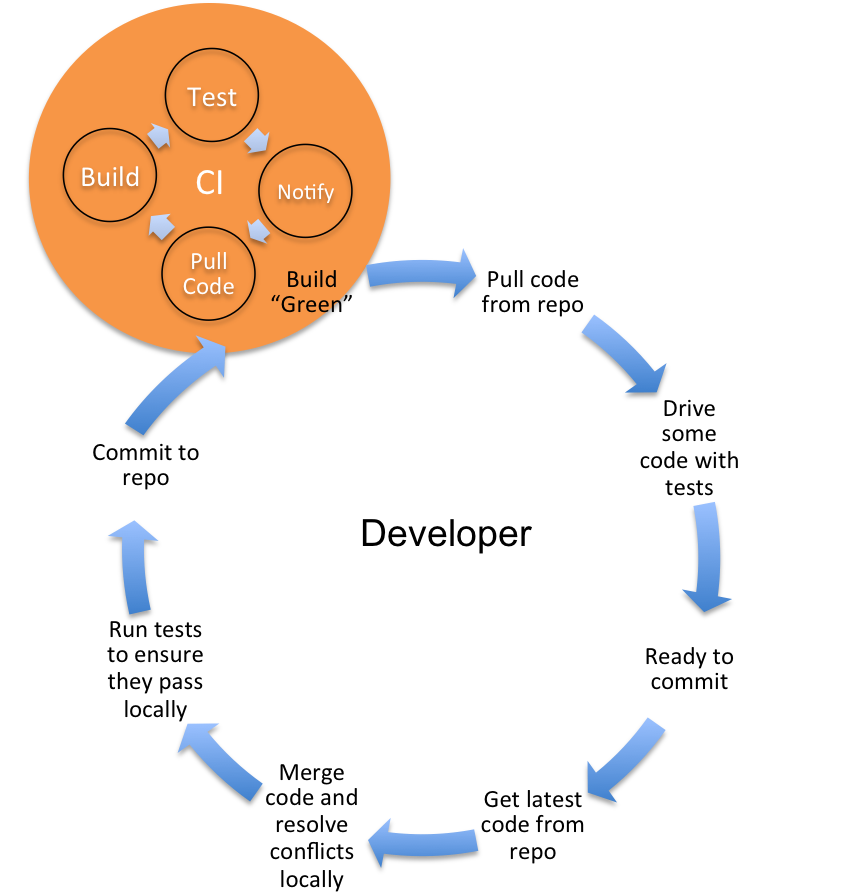 Test
Build
CI
Notify
Pull
Code
Build
“Green”
Pull code
from repo
Drive
some
code with
tests
Ready to
commit
Get latest
code from
repo
Merge
code and
resolve
conflicts
locally
Run tests
to ensure
they pass
locally
Commit to
repo
Developer